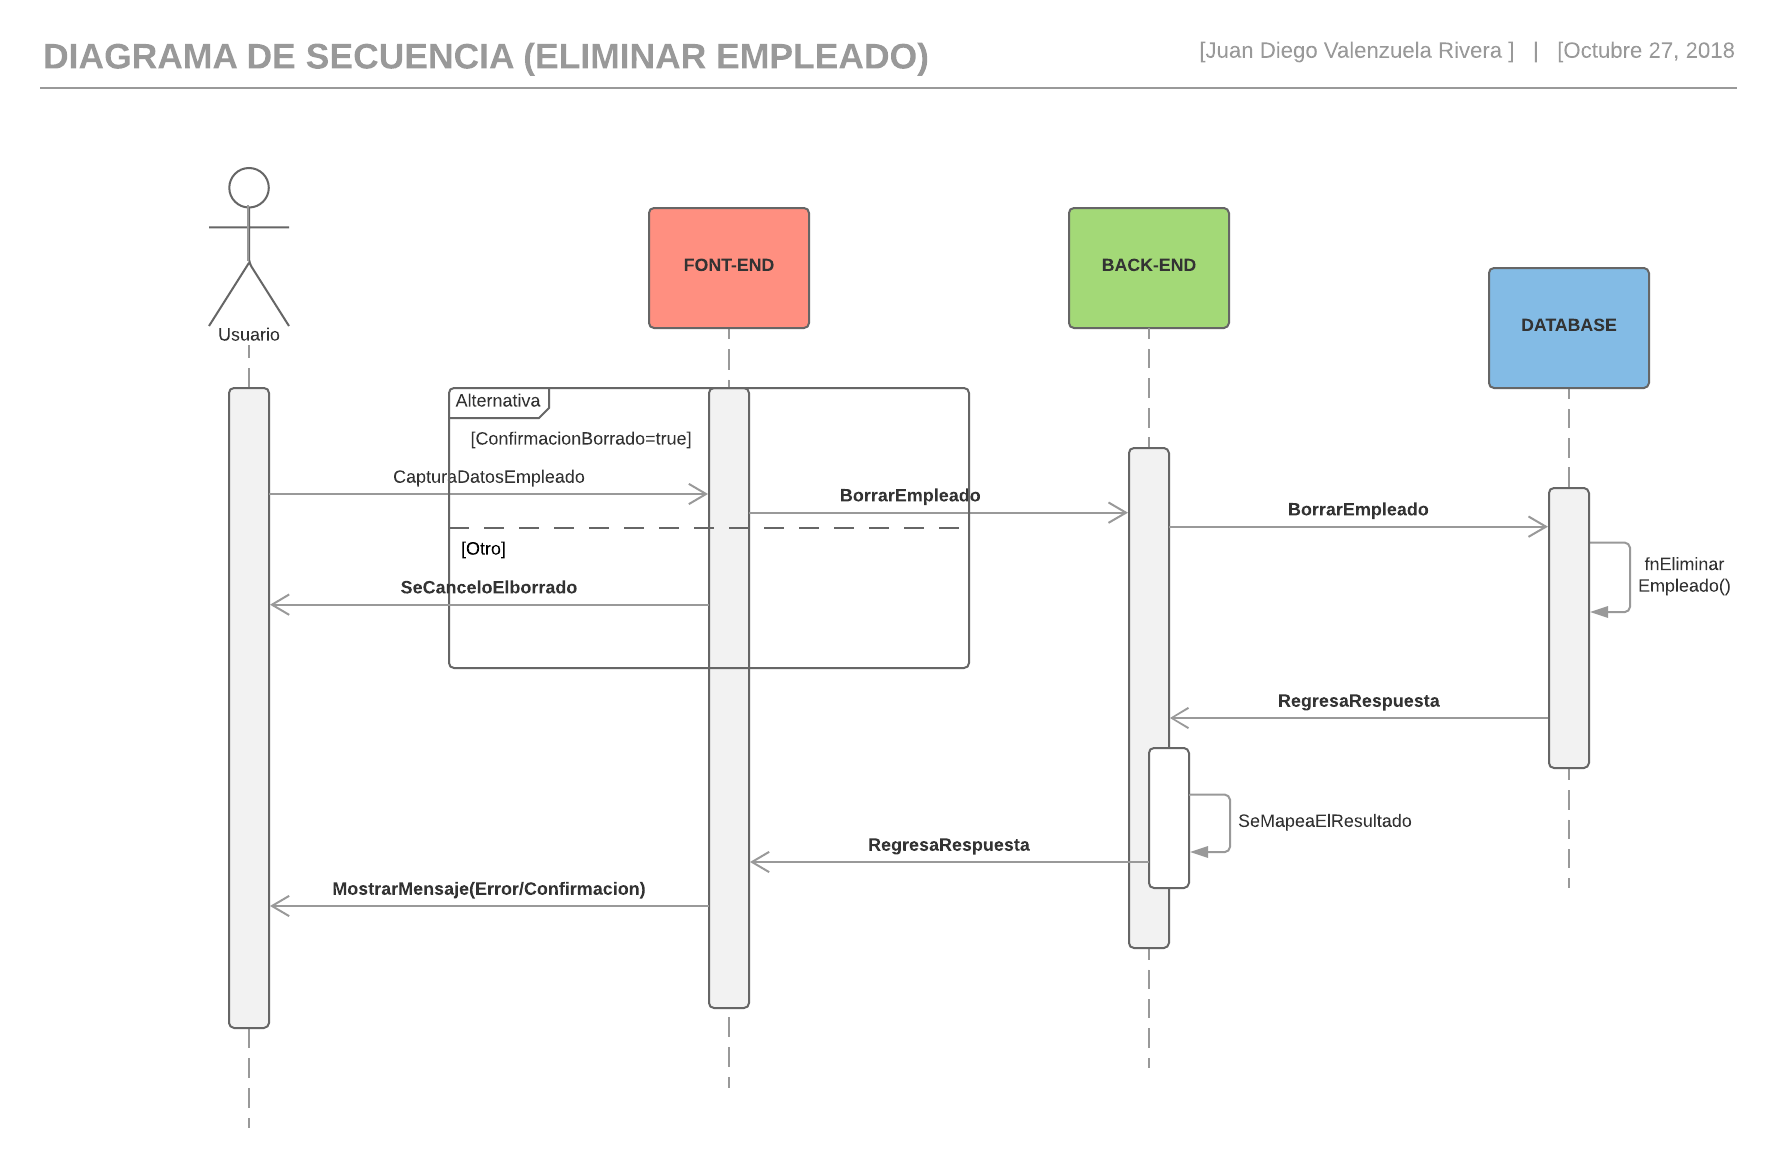 DIAGRAMA DE SECUENCIA (ELIMINAR EMPLEADO)
[Juan Diego Valenzuela Rivera ] | [Octubre 27, 2018
FONT-END
BACK-END
DATABASE
Usuario
Alternativa
[ConfirmacionBorrado=true]
CapturaDatosEmpleado
BorrarEmpleado
BorrarEmpleado
[Otro]
fnEliminar
Empleado()
SeCanceloElborrado
RegresaRespuesta
SeMapeaElResultado
RegresaRespuesta
MostrarMensaje(Error/Confirmacion)